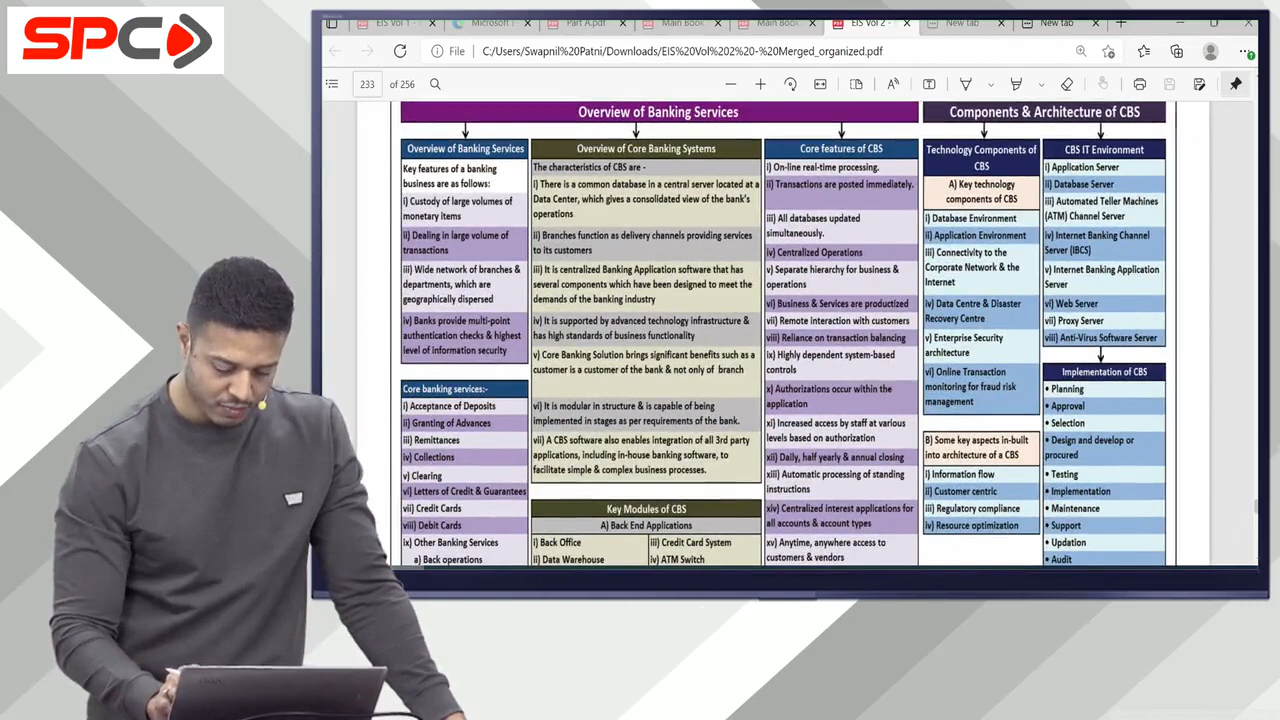 SPC
EIS Vol 1 -
Microsoft
Part A.pdf
Main Book
Main Book
EIS Vol 2 -
New tab
New tab
File
C:/Users/Swapnil%20Patni/Downloads/EIS%20Vol%202%20-%20Merged_organized.pdf
233 of 256
Overview of Banking Services
Overview of Banking Services
Key features of a banking
business are as follows:
i) Custody of large volumes of
monetary items
ii) Dealing in large volume of
transactions
iii) Wide network of branches &
departments, which are
geographically dispersed
iv) Banks provide multi-point
authentication checks & highest
level of information security
Core banking services:-
i) Acceptance of Deposits
ii) Granting of Advances
iii) Remittances
iv) Collections
v) Clearing
vi) Letters of Credit & Guarantees
vii) Credit Cards
viii) Debit Cards
ix) Other Banking Services
a) Back operations
Overview of Core Banking Systems
The characteristics of CBS are -
i) There is a common database in a central server located at a
Data Center, which gives a consolidated view of the bank's
operations
ii) Branches function as delivery channels providing services
to its customers
iii) It is centralized Banking Application software that has
several components which have been designed to meet the
demands of the banking industry
iv) It is supported by advanced technology infrastructure &
has high standards of business functionality
v) Core Banking Solution brings significant benefits such as a
customer is a customer of the bank & not only of branch
vi) It is modular in structure & is capable of being
implemented in stages as per requirements of the bank.
vii) A CBS software also enables integration of all 3rd party
applications, including in-house banking software, to
facilitate simple & complex business processes.
Key Modules of CBS
A) Back End Applications
i) Back Office
iii) Credit Card System
ii) Data Warehouse
iv) ATM Switch
Core features of CBS
i) On-line real-time processing.
ii) Transactions are posted immediately.
iii) All databases updated
simultaneously.
iv) Centralized Operations
v) Separate hierarchy for business &
operations
vi) Business & Services are productized
vii) Remote interaction with customers
viii) Reliance on transaction balancing
ix) Highly dependent system-based
controls
x) Authorizations occur within the
application
xi) Increased access by staff at various
levels based on authorization
xii) Daily, half yearly & annual closing
xiii) Automatic processing of standing
instructions
xiv) Centralized interest applications for
all accounts & account types
xv) Anytime, anywhere access to
customers & vendors
Components & Architecture of CBS
Technology Components of
CBS
A) Key technology
components of CBS
i) Database Environment
ii) Application Environment
iii) Connectivity to the
Corporate Network & the
Internet
iv) Data Centre & Disaster
Recovery Centre
v) Enterprise Security
architecture
vi) Online Transaction
monitoring for fraud risk
management
B) Some key aspects in-built
into architecture of a CBS
i) Information flow
ii) Customer centric
iii) Regulatory compliance
iv) Resource optimization
CBS IT Environment
i) Application Server
ii) Database Server
iii) Automated Teller Machines
(ATM) Channel Server
iv) Internet Banking Channel
Server (IBCS)
v) Internet Banking Application
Server
vi) Web Server
vii) Proxy Server
viii) Anti-Virus Software Server
Implementation of CBS
• Planning
• Approval
• Selection
• Design and develop or
procured
• Testing
• Implementation
• Maintenance
• Support
• Updation
• Audit